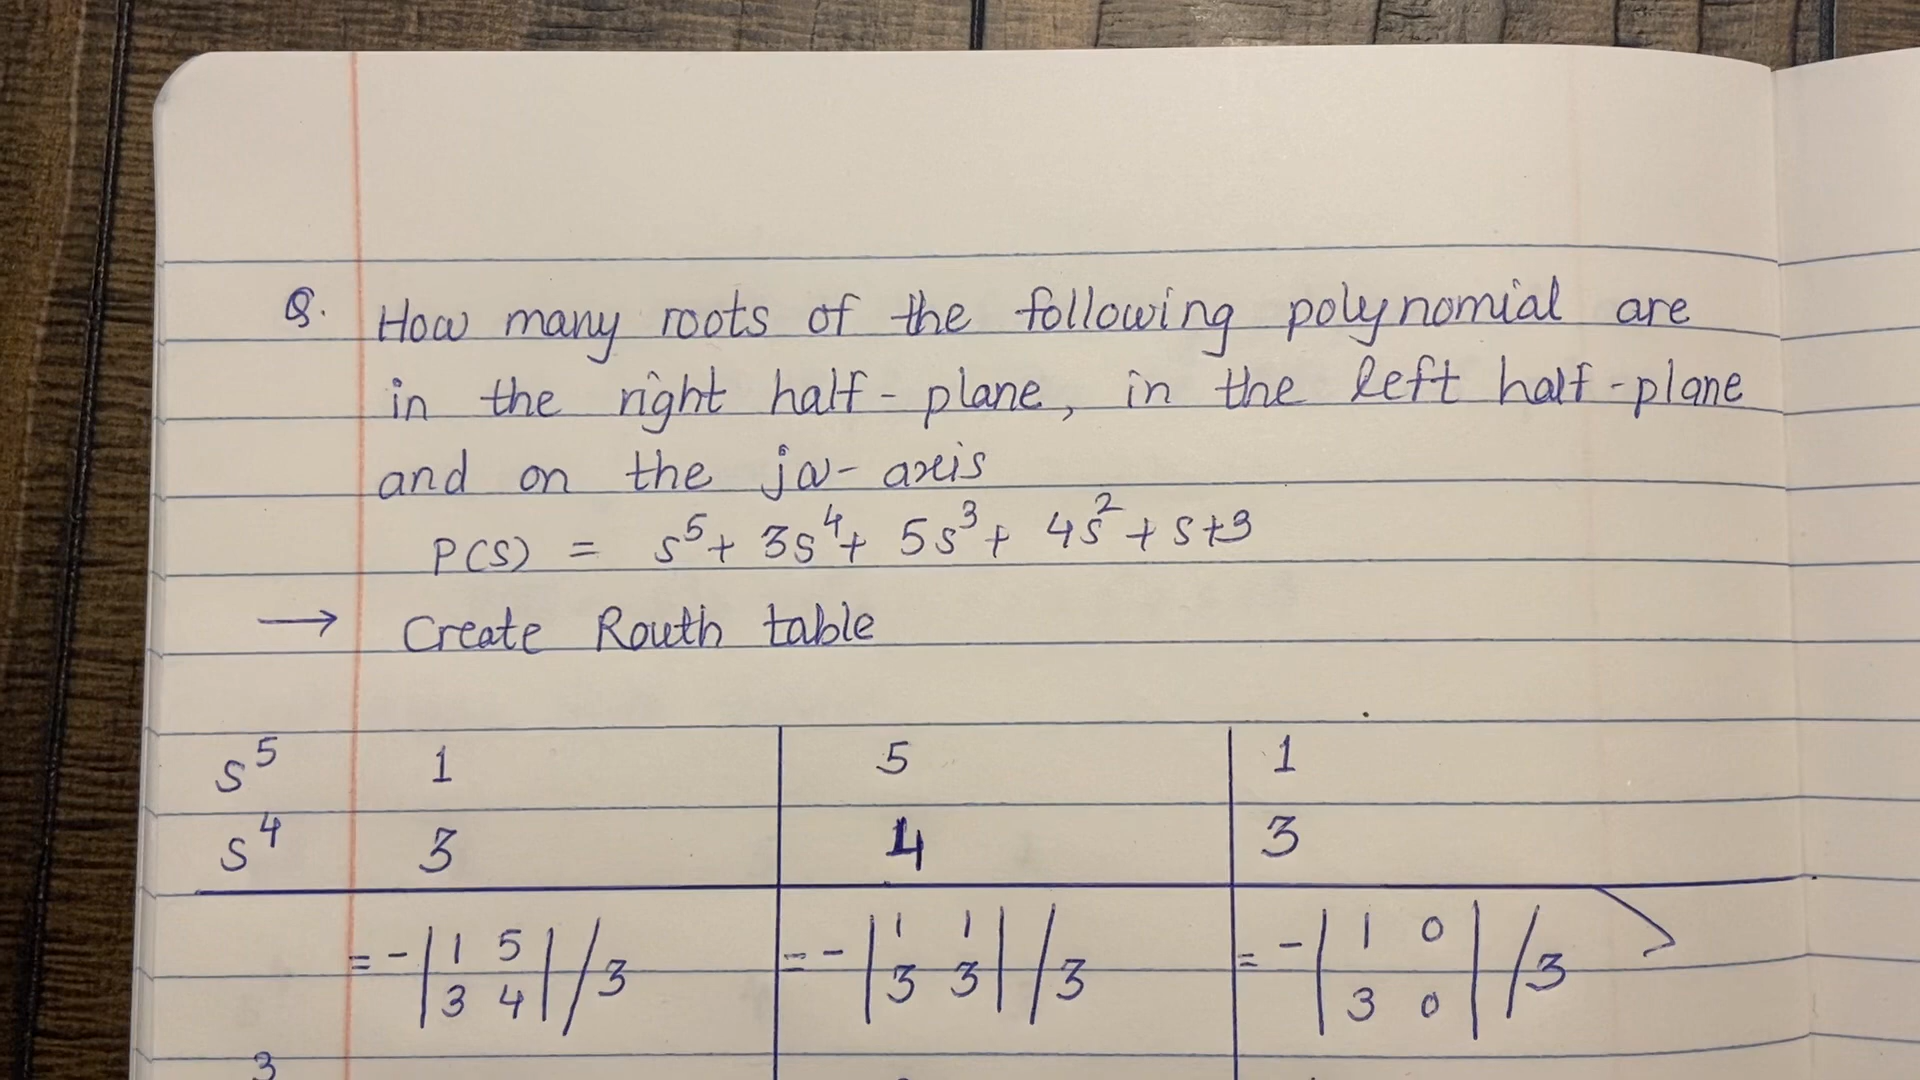 Q. How many roots of the following polynomial are
in the right half-plane, in the left half-plane
and on the jω-axis
P(S) = s⁵+ 3s⁴+ 5s³+ 4s²+s+3
→ Create Routh table
s⁵ 1 5 1
s⁴ 3 4 3
= -|1 5| /3 = -|1 1| /3 = -|1 0| /3
|3 4| |3 3| |3 0|
3